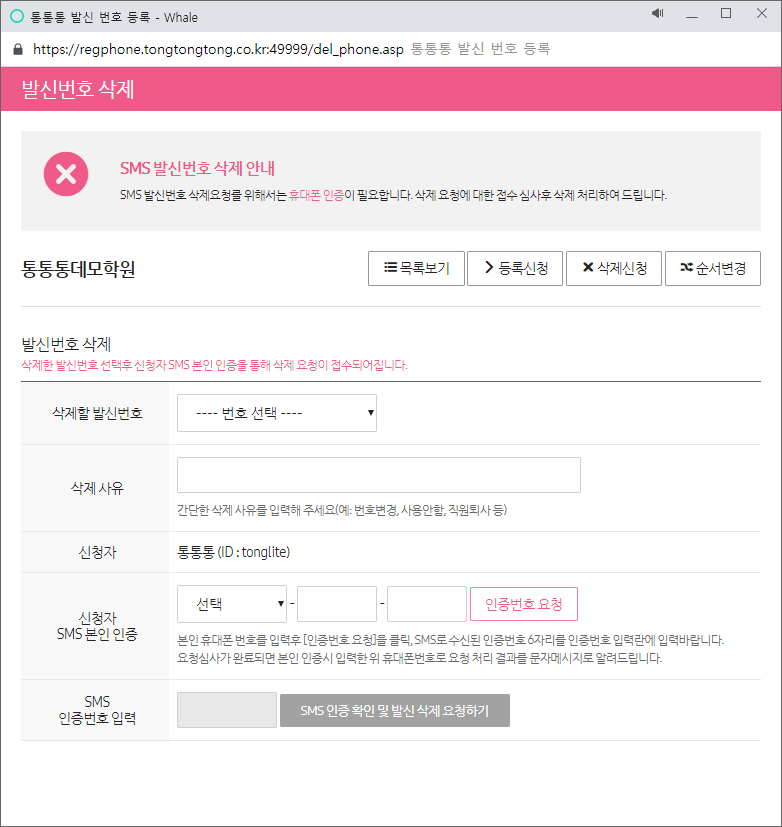 통통통 발신 번호 등록 - Whale
https://regphone.tongtongtong.co.kr:49999/del_phone.asp 통통통 발신 번호 등록
발신번호 삭제
SMS 발신번호 삭제 안내
SMS 발신번호 삭제요청를 위해서는 휴대폰 인증이 필요합니다. 삭제 요청에 대한 접수 심사후 삭제 처리하여 드립니다.
통통통데모학원
목록보기 등록신청 삭제신청 순서변경
발신번호 삭제
삭제한 발신번호 선택후 신청자 SMS 본인 인증을 통해 삭제 요청이 접수되어집니다.
삭제할 발신번호 ---- 번호 선택 ----
삭제 사유
간단한 삭제 사유를 입력해 주세요(예: 번호변경, 사용안함, 직원퇴사 등)
신청자 통통통 (ID : tonglite)
신청자
SMS 본인 인증
선택 - - 인증번호 요청
본인 휴대폰 번호를 입력후 [인증번호 요청]을 클릭, SMS로 수신된 인증번호 6자리를 인증번호 입력란에 입력바랍니다.
요청심사가 완료되면 본인 인증시 입력한 위 휴대폰번호로 요청 처리 결과를 문자메시지로 알려드립니다.
SMS
인증번호 입력
SMS 인증 확인 및 발신 삭제 요청하기